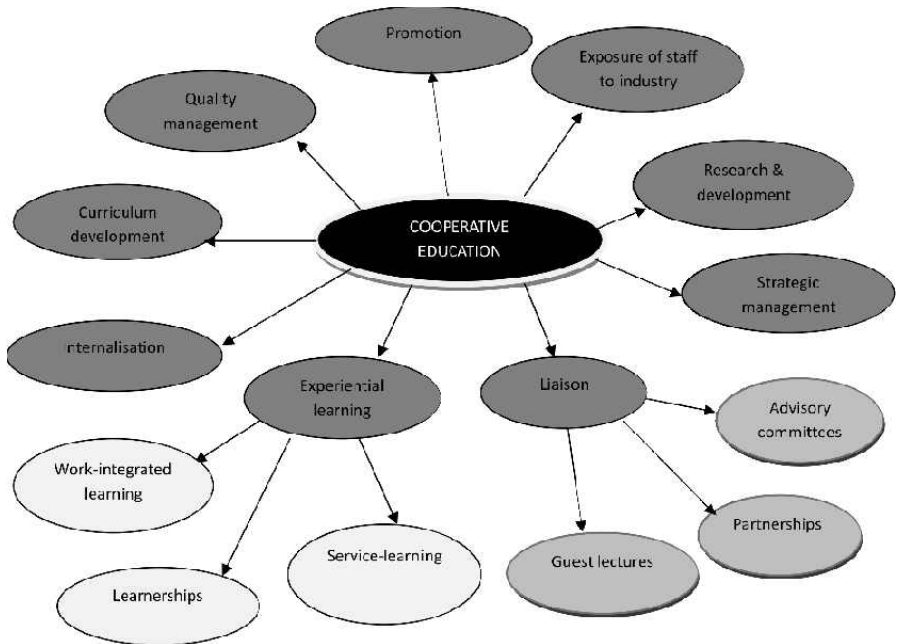 Promotion
Exposure of staff
to industry
Quality
management
Research &
development
Curriculum
development
COOPERATIVE
EDUCATION
Strategic
management
Internalisation
Experiential
learning
Liaison
Advisory
committees
Work-integrated
learning
Partnerships
Service-learning
Guest lectures
Learnerships